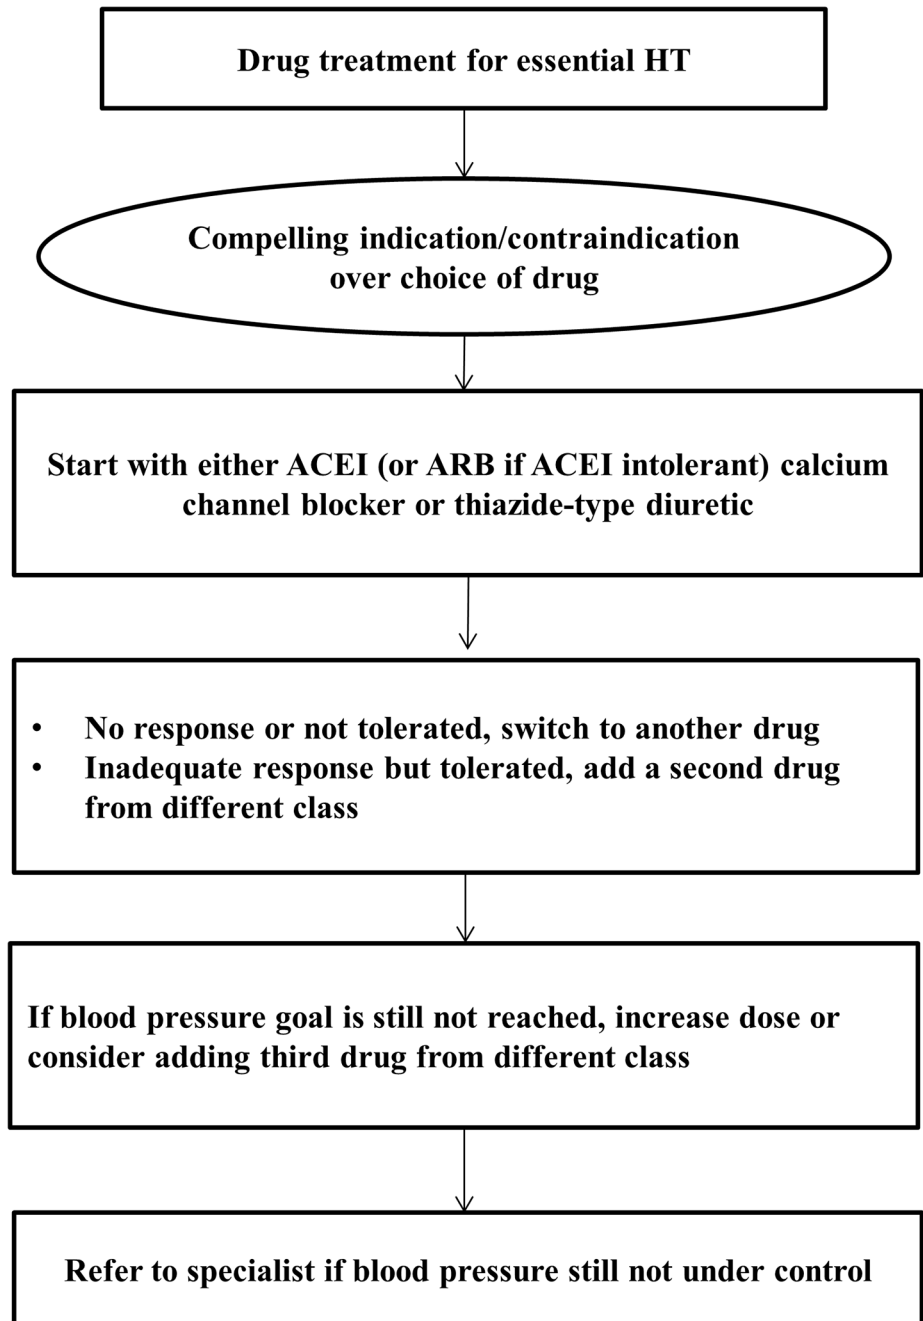 Drug treatment for essential HT
Compelling indication/contraindication
over choice of drug
Start with either ACEI (or ARB if ACEI intolerant) calcium
channel blocker or thiazide-type diuretic
• No response or not tolerated, switch to another drug
• Inadequate response but tolerated, add a second drug
from different class
If blood pressure goal is still not reached, increase dose or
consider adding third drug from different class
Refer to specialist if blood pressure still not under control